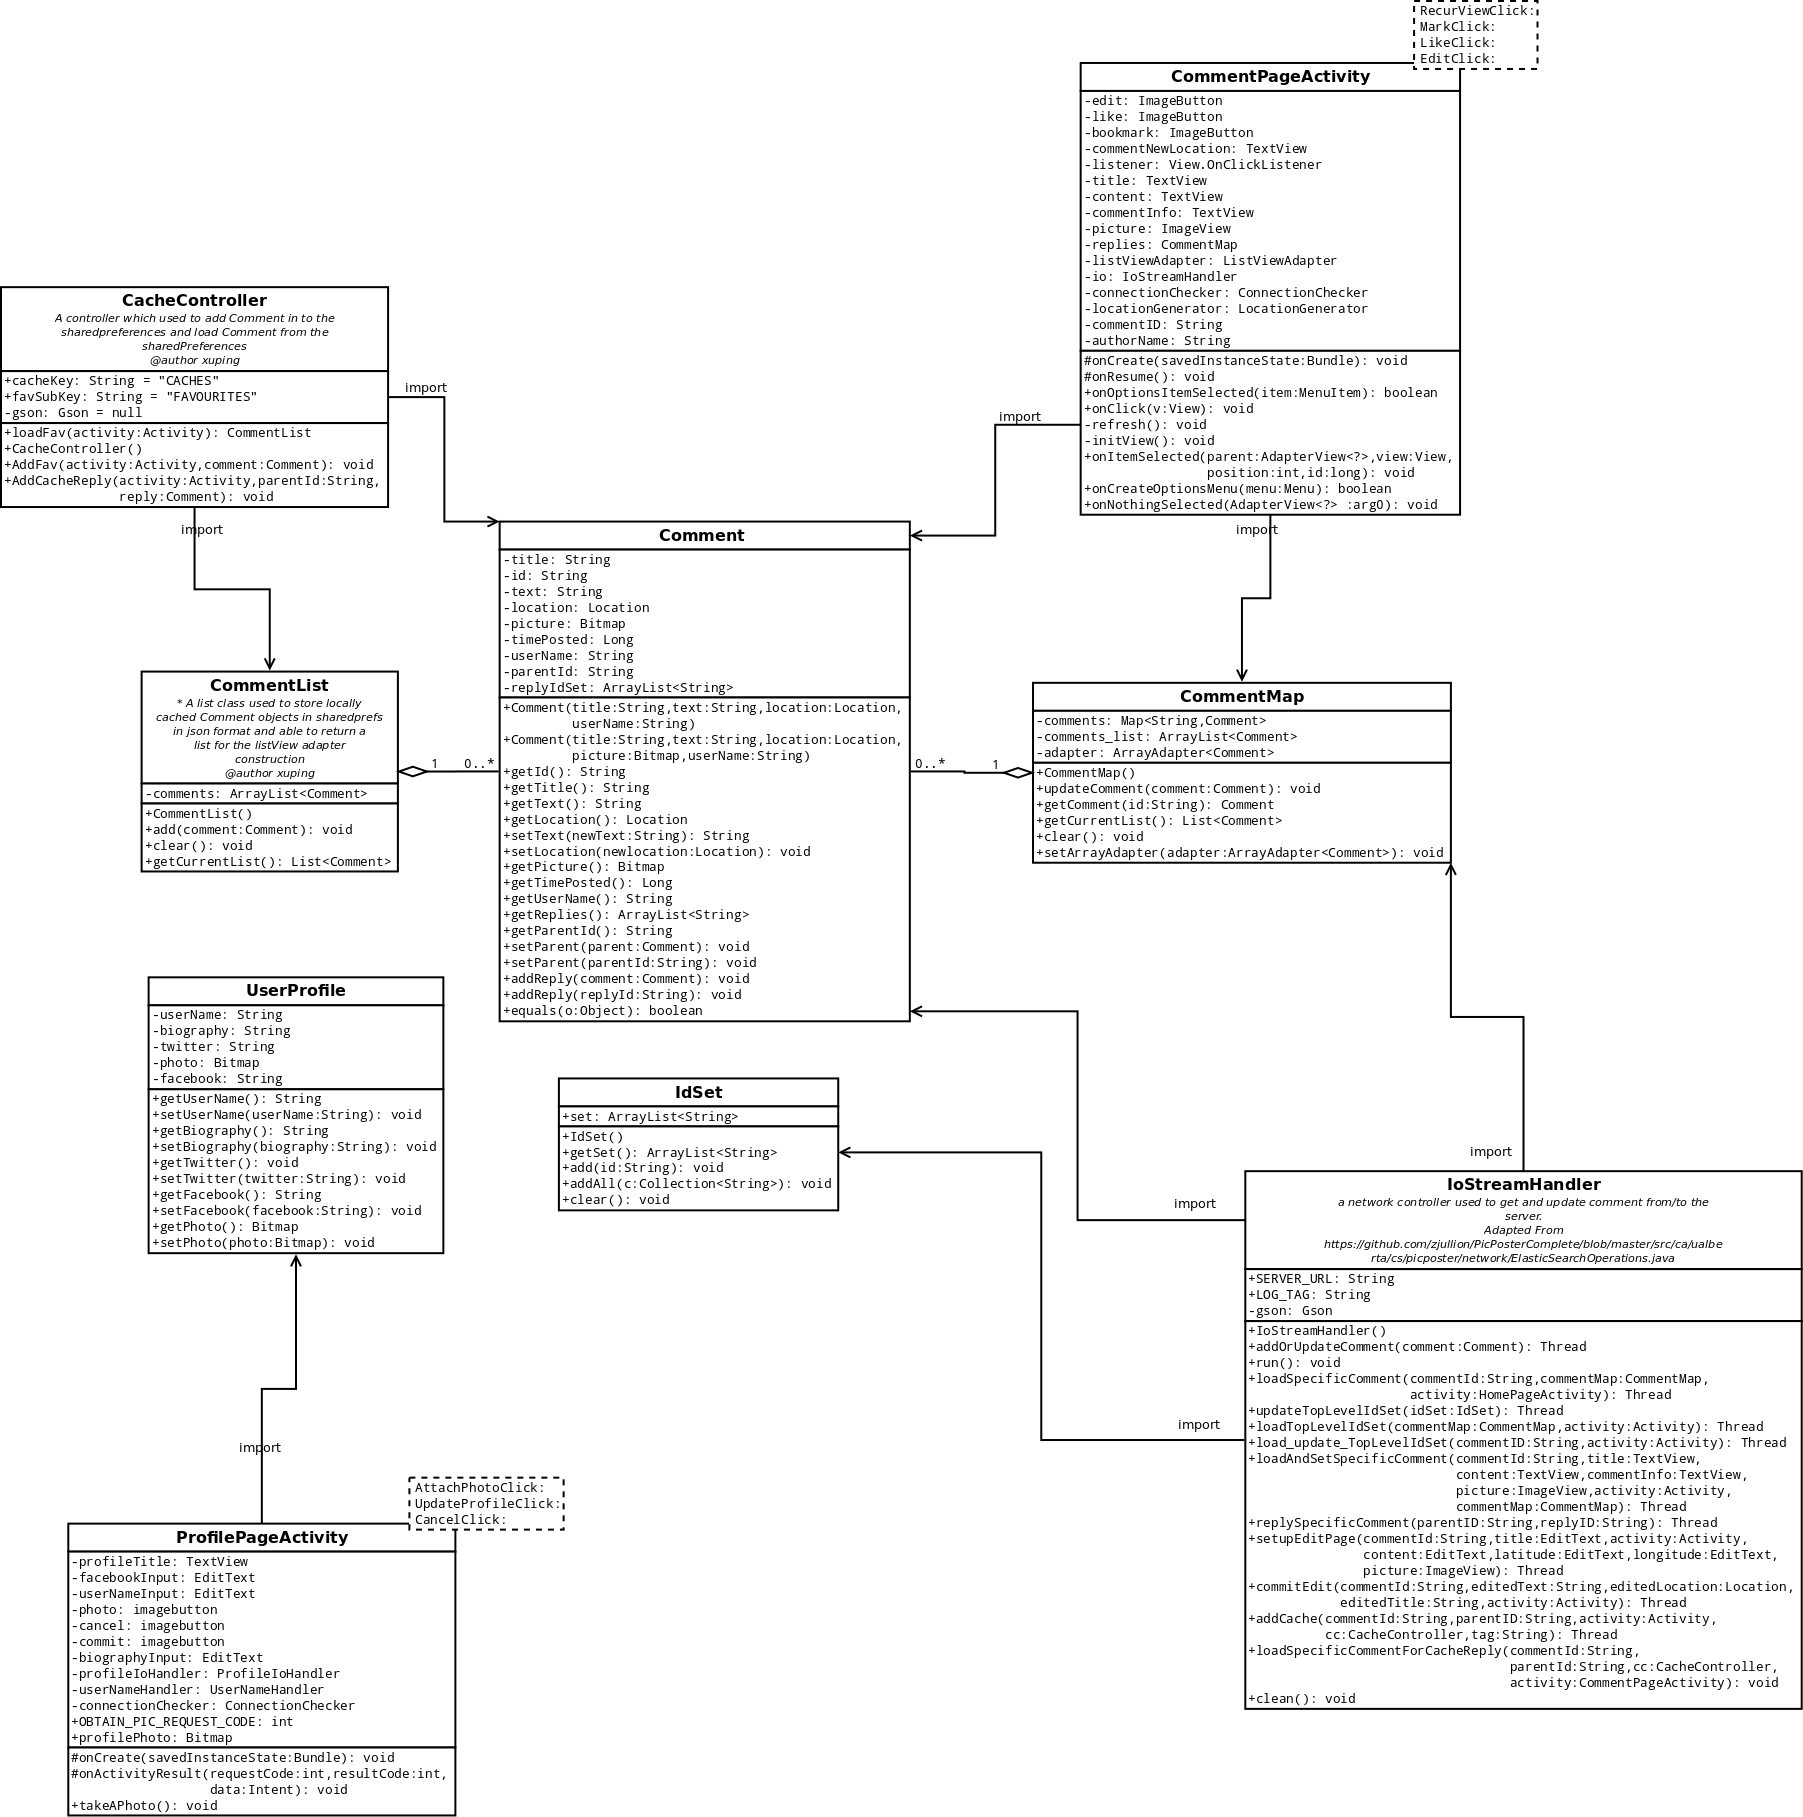 RecurViewClick:
MarkClick:
LikeClick:
EditClick:
CommentPageActivity
-edit: ImageButton
-like: ImageButton
-bookmark: ImageButton
-commentNewLocation: TextView
-listener: View.OnClickListener
-title: TextView
-content: TextView
-commentInfo: TextView
-picture: ImageView
-replies: CommentMap
-listViewAdapter: ListViewAdapter
-io: IoStreamHandler
-connectionChecker: ConnectionChecker
-locationGenerator: LocationGenerator
-commentID: String
-authorName: String
#onCreate(savedInstanceState:Bundle): void
#onResume(): void
+onOptionsItemSelected(item:MenuItem): boolean
+onClick(v:View): void
-refresh(): void
-initView(): void
+onItemSelected(parent:AdapterView<?>,view:View,
position:int,id:long): void
+onCreateOptionsMenu(menu:Menu): boolean
+onNothingSelected(AdapterView<?> :arg0): void
CacheController
A controller which used to add Comment in to the
sharedpreferences and load Comment from the
sharedPreferences
@author xuping
+cacheKey: String = "CACHES"
+favSubKey: String = "FAVOURITES"
-gson: Gson = null
+loadFav(activity:Activity): CommentList
+CacheController()
+AddFav(activity:Activity,comment:Comment): void
+AddCacheReply(activity:Activity,parentId:String,
reply:Comment): void
import
import
import
import
Comment
-title: String
-id: String
-text: String
-location: Location
-picture: Bitmap
-timePosted: Long
-userName: String
-parentId: String
-replyIdSet: ArrayList<String>
+Comment(title:String,text:String,location:Location,
userName:String)
+Comment(title:String,text:String,location:Location,
picture:Bitmap,userName:String)
+getId(): String
+getTitle(): String
+getText(): String
+getLocation(): Location
+setText(newText:String): String
+setLocation(newlocation:Location): void
+getPicture(): Bitmap
+getTimePosted(): Long
+getUserName(): String
+getReplies(): ArrayList<String>
+getParentId(): String
+setParent(parent:Comment): void
+setParent(parentId:String): void
+addReply(comment:Comment): void
+addReply(replyId:String): void
+equals(o:Object): boolean
CommentList
* A list class used to store locally
cached Comment objects in sharedprefs
in json format and able to return a
list for the listView adapter
construction
@author xuping
-comments: ArrayList<Comment>
+CommentList()
+add(comment:Comment): void
+clear(): void
+getCurrentList(): List<Comment>
1 0..*
0..* 1
CommentMap
-comments: Map<String,Comment>
-comments_list: ArrayList<Comment>
-adapter: ArrayAdapter<Comment>
+CommentMap()
+updateComment(comment:Comment): void
+getComment(id:String): Comment
+getCurrentList(): List<Comment>
+clear(): void
+setArrayAdapter(adapter:ArrayAdapter<Comment>): void
UserProfile
-userName: String
-biography: String
-twitter: String
-photo: Bitmap
-facebook: String
+getUserName(): String
+setUserName(userName:String): void
+getBiography(): String
+setBiography(biography:String): void
+getTwitter(): void
+setTwitter(twitter:String): void
+getFacebook(): String
+setFacebook(facebook:String): void
+getPhoto(): Bitmap
+setPhoto(photo:Bitmap): void
IdSet
+set: ArrayList<String>
+IdSet()
+getSet(): ArrayList<String>
+add(id:String): void
+addAll(c:Collection<String>): void
+clear(): void
import
import
import
IoStreamHandler
a network controller used to get and update comment from/to the
server.
Adapted From
https://github.com/zjullion/PicPosterComplete/blob/master/src/ca/ualbe
rta/cs/picposter/network/ElasticSearchOperations.java
+SERVER_URL: String
+LOG_TAG: String
-gson: Gson
+IoStreamHandler()
+addOrUpdateComment(comment:Comment): Thread
+run(): void
+loadSpecificComment(commentId:String,commentMap:CommentMap,
activity:HomePageActivity): Thread
+updateTopLevelIdSet(idSet:IdSet): Thread
+loadTopLevelIdSet(commentMap:CommentMap,activity:Activity): Thread
+load_update_TopLevelIdSet(commentID:String,activity:Activity): Thread
+loadAndSetSpecificComment(commentId:String,title:TextView,
content:TextView,commentInfo:TextView,
picture:ImageView,activity:Activity,
commentMap:CommentMap): Thread
+replySpecificComment(parentID:String,replyID:String): Thread
+setupEditPage(commentId:String,title:EditText,activity:Activity,
content:EditText,latitude:EditText,longitude:EditText,
picture:ImageView): Thread
+commitEdit(commentId:String,editedText:String,editedLocation:Location,
editedTitle:String,activity:Activity): Thread
+addCache(commentId:String,parentID:String,activity:Activity,
cc:CacheController,tag:String): Thread
+loadSpecificCommentForCacheReply(commentId:String,
parentId:String,cc:CacheController,
activity:CommentPageActivity): void
+clean(): void
import
AttachPhotoClick:
UpdateProfileClick:
CancelClick:
ProfilePageActivity
-profileTitle: TextView
-facebookInput: EditText
-userNameInput: EditText
-photo: imagebutton
-cancel: imagebutton
-commit: imagebutton
-biographyInput: EditText
-profileIoHandler: ProfileIoHandler
-userNameHandler: UserNameHandler
-connectionChecker: ConnectionChecker
+OBTAIN_PIC_REQUEST_CODE: int
+profilePhoto: Bitmap
#onCreate(savedInstanceState:Bundle): void
#onActivityResult(requestCode:int,resultCode:int,
data:Intent): void
+takeAPhoto(): void